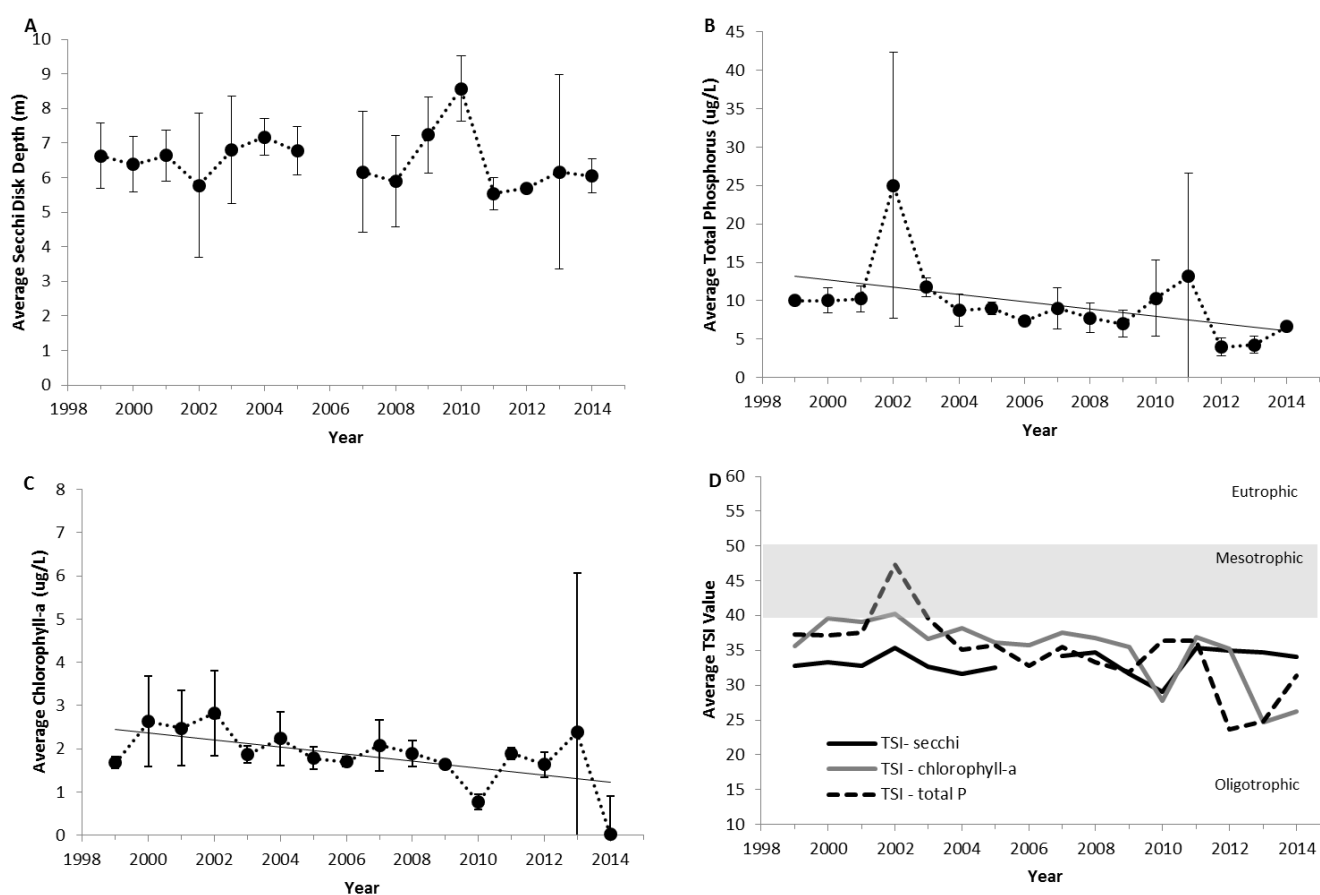 A
10
9
8
7
6
5
4
3
2
1
0
Average Secchi Disk Depth (m)
1998 2000 2002 2004 2006 2008 2010 2012 2014
Year
B
45
40
35
30
25
20
15
10
5
0
Average Total Phosphorus (ug/L)
1998 2000 2002 2004 2006 2008 2010 2012 2014
Year
C
8
7
6
5
4
3
2
1
0
Average Chlorophyll-a (ug/L)
1998 2000 2002 2004 2006 2008 2010 2012 2014
Year
D
60
55
50
45
40
35
30
25
20
15
10
Average TSI Value
Eutrophic
Mesotrophic
Oligotrophic
TSI- secchi
TSI - chlorophyll-a
TSI - total P
1998 2000 2002 2004 2006 2008 2010 2012 2014
Year